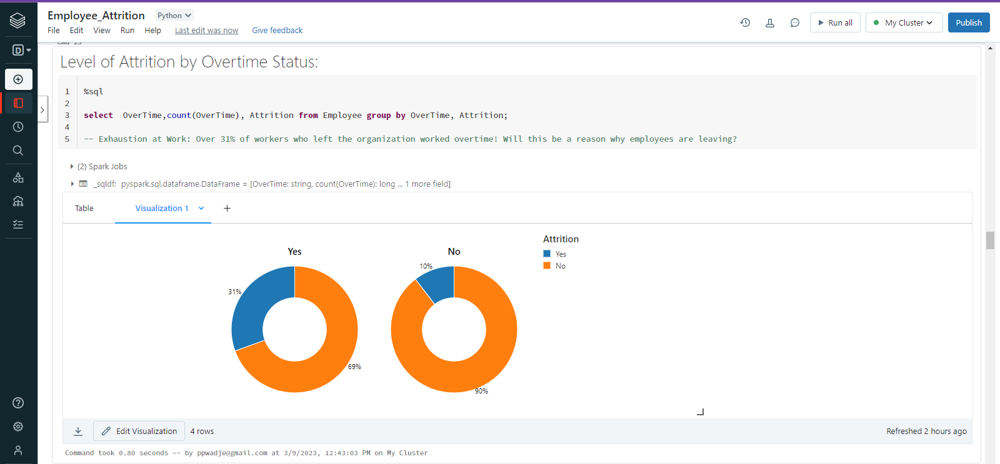 Employee_Attrition Python
File Edit View Run Help Last edit was now Give feedback
Run all My Cluster Publish
D
Cmd 23
Level of Attrition by Overtime Status:
1 %sql
2
3 select  OverTime,count(OverTime), Attrition from Employee group by OverTime, Attrition;
4
5 -- Exhaustion at Work: Over 31% of workers who left the organization worked overtime! Will this be a reason why employees are leaving?
(2) Spark Jobs
_sqldf: pyspark.sql.dataframe.DataFrame = [OverTime: string, count(OverTime): long ... 1 more field]
Table Visualization 1 +
Attrition
Yes
No
Yes
31%
69%
No
10%
90%
Edit Visualization 4 rows Refreshed 2 hours ago
Command took 0.80 seconds -- by ppwadje@gmail.com at 3/9/2023, 12:43:03 PM on My Cluster